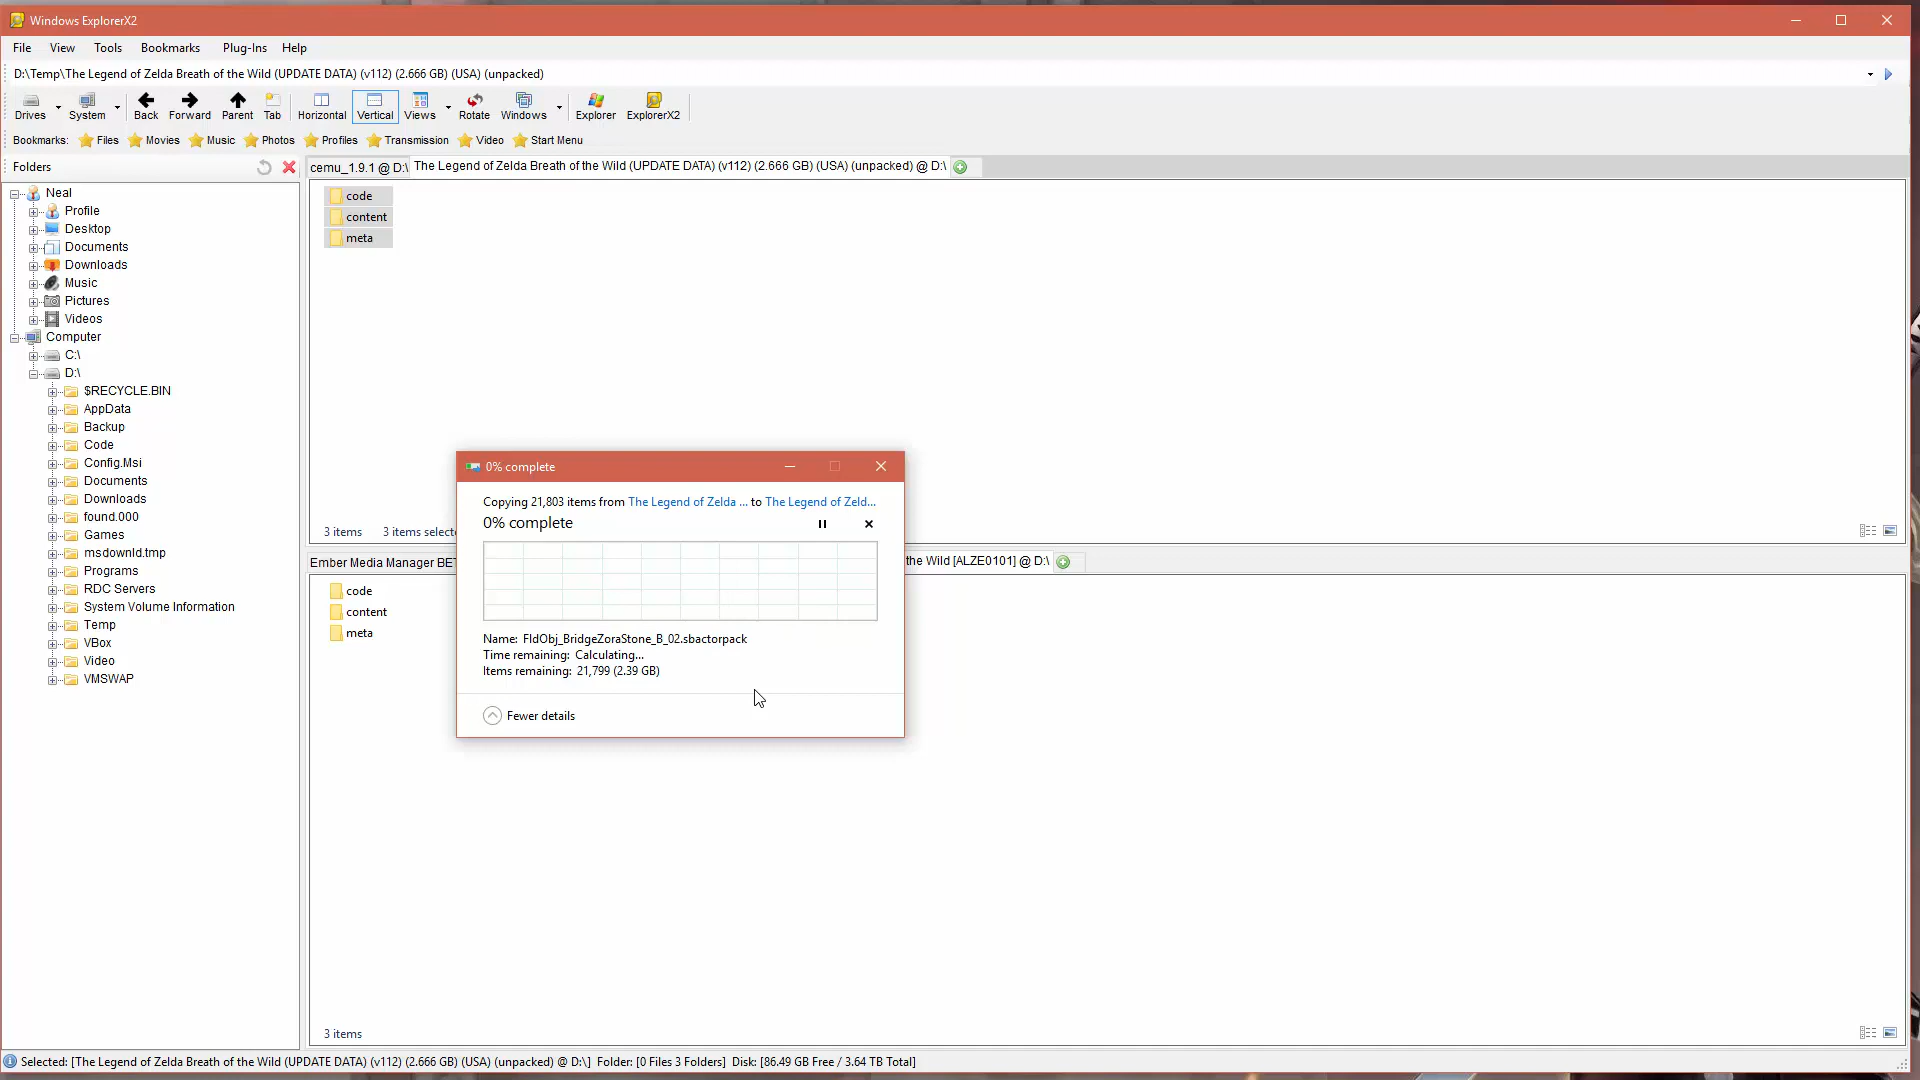 Windows ExplorerX2
File View Tools Bookmarks Plug-Ins Help
D:\Temp\The Legend of Zelda Breath of the Wild (UPDATE DATA) (v112) (2.666 GB) (USA) (unpacked)
Drives System Back Forward Parent Tab Horizontal Vertical Views Rotate Windows Explorer ExplorerX2
Bookmarks: Files Movies Music Photos Profiles Transmission Video Start Menu
Folders
cemu_1.9.1 @ D:\ The Legend of Zelda Breath of the Wild (UPDATE DATA) (v112) (2.666 GB) (USA) (unpacked) @ D:\
Neal
Profile
Desktop
Documents
Downloads
Music
Pictures
Videos
Computer
C:\
D:\
$RECYCLE.BIN
AppData
Backup
Code
Config.Msi
Documents
Downloads
found.000
Games
msdownld.tmp
Programs
RDC Servers
System Volume Information
Temp
VBox
Video
VMSWAP
code
content
meta
3 items 3 items selecte
0% complete
Copying 21,803 items from The Legend of Zelda ... to The Legend of Zeld...
0% complete
Name: FldObj_BridgeZoraStone_B_02.sbactorpack
Time remaining: Calculating...
Items remaining: 21,799 (2.39 GB)
Fewer details
Ember Media Manager BET the Wild [ALZE0101] @ D:\
code
content
meta
3 items
Selected: [The Legend of Zelda Breath of the Wild (UPDATE DATA) (v112) (2.666 GB) (USA) (unpacked) @ D:\] Folder: [0 Files 3 Folders] Disk: [86.49 GB Free / 3.64 TB Total]